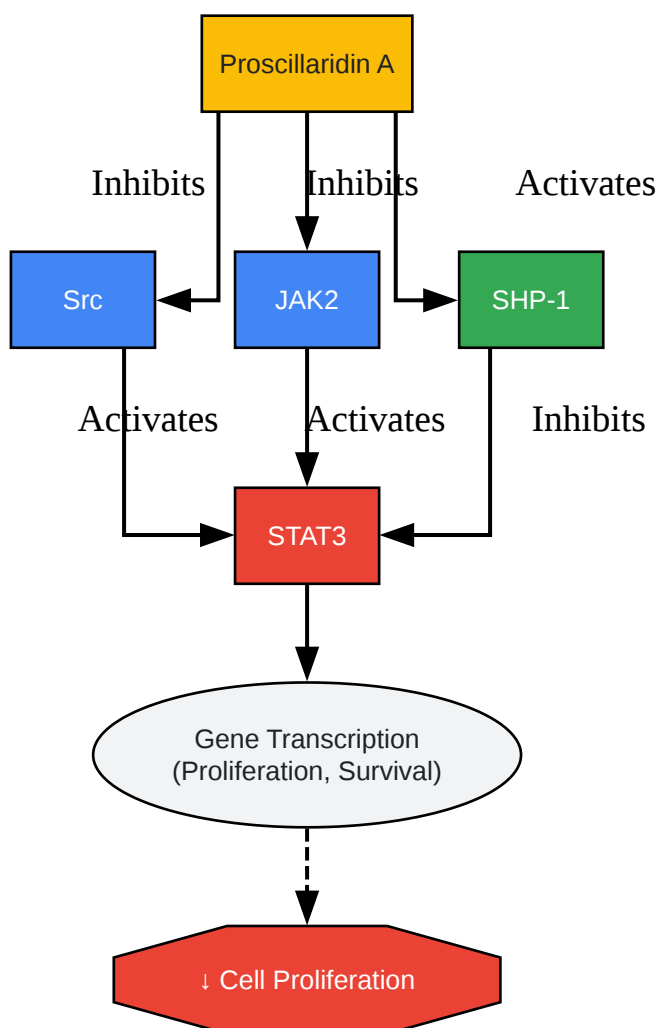 Proscillaridin A
Inhibits Inhibits Activates
Src JAK2 SHP-1
Activates Activates Inhibits
STAT3
Gene Transcription
(Proliferation, Survival)
↓ Cell Proliferation